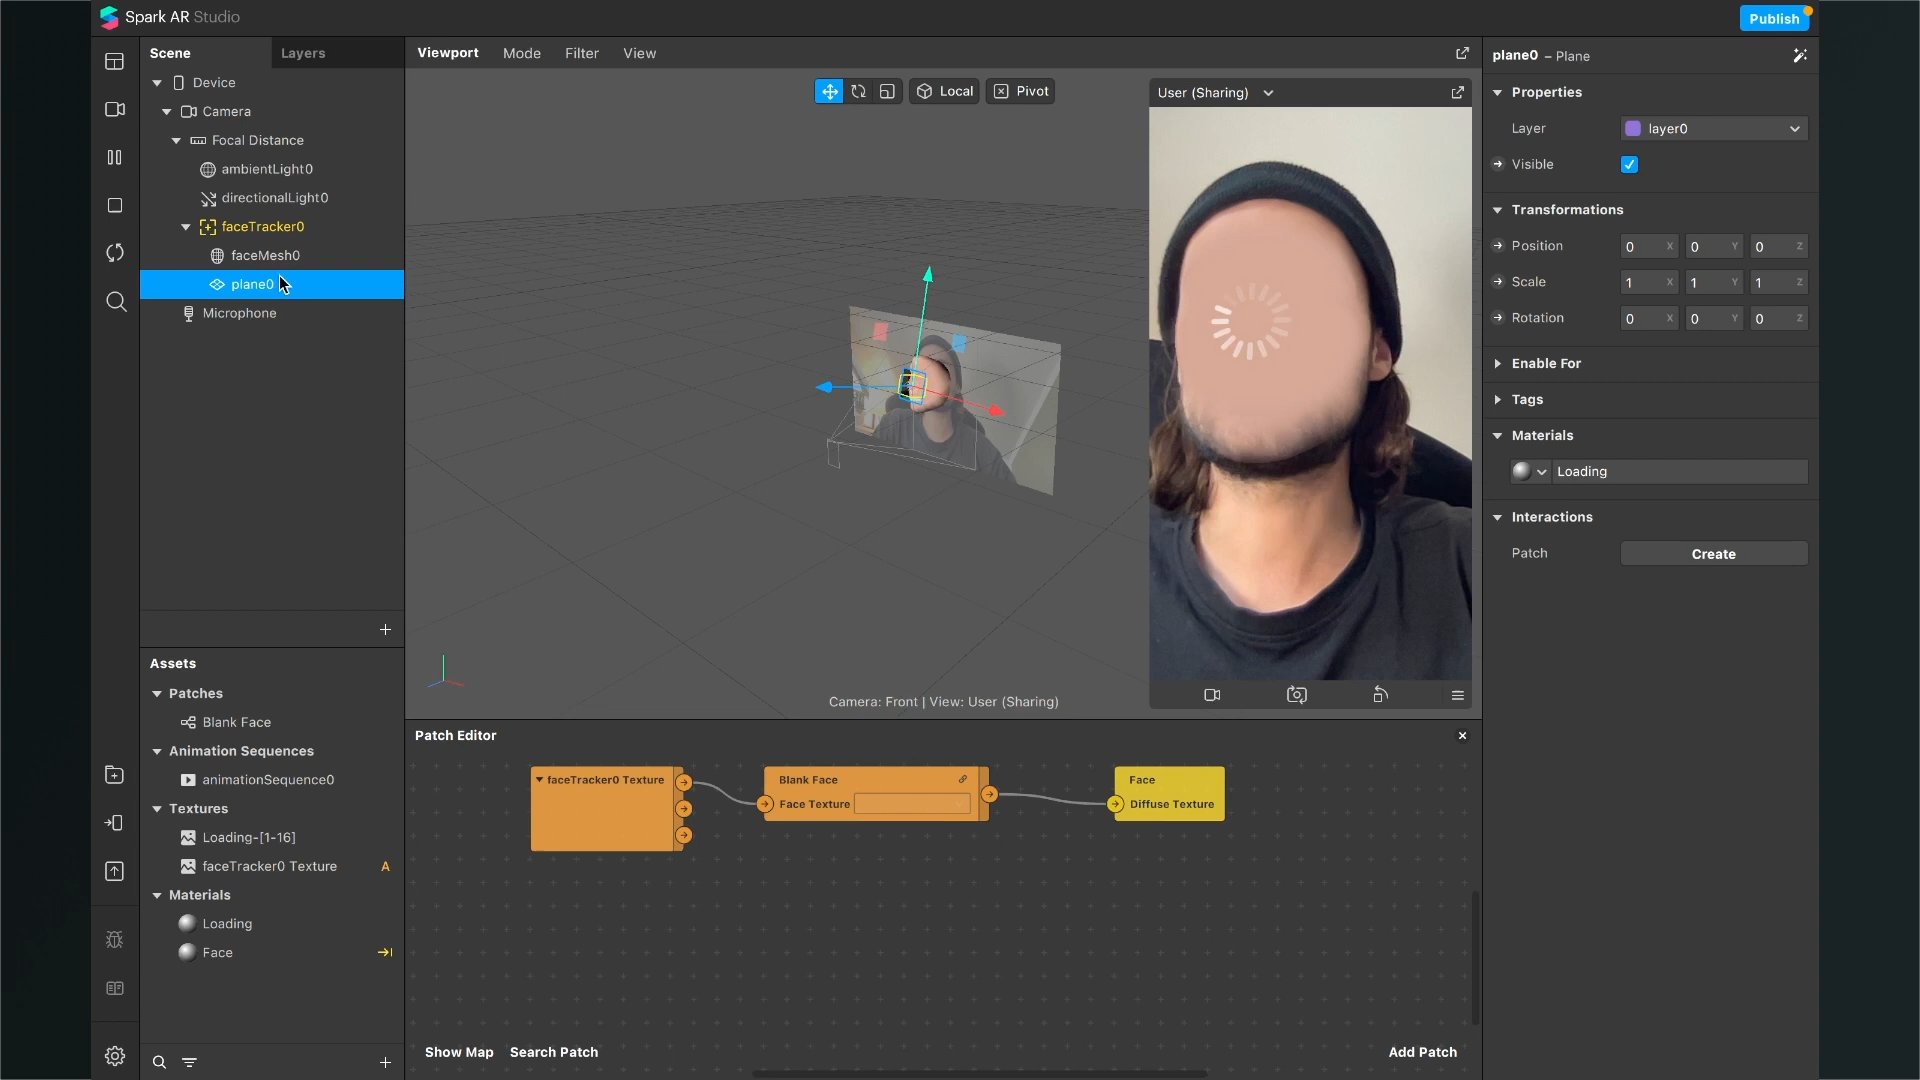 Spark AR Studio
Publish
Scene
Layers
Device
Camera
Focal Distance
ambientLight0
directionalLight0
faceTracker0
faceMesh0
plane0
Microphone
Viewport
Mode
Filter
View
Local
Pivot
User (Sharing)
Camera: Front | View: User (Sharing)
plane0 – Plane
Properties
Layer
layer0
Visible
Transformations
Position
0 X
0 Y
0 Z
Scale
1 X
1 Y
1 Z
Rotation
0 X
0 Y
0 Z
Enable For
Tags
Materials
Loading
Interactions
Patch
Create
Assets
Patches
Blank Face
Animation Sequences
animationSequence0
Textures
Loading-[1-16]
faceTracker0 Texture
A
Materials
Loading
Face
Patch Editor
faceTracker0 Texture
Blank Face
Face Texture
Face
Diffuse Texture
Show Map
Search Patch
Add Patch